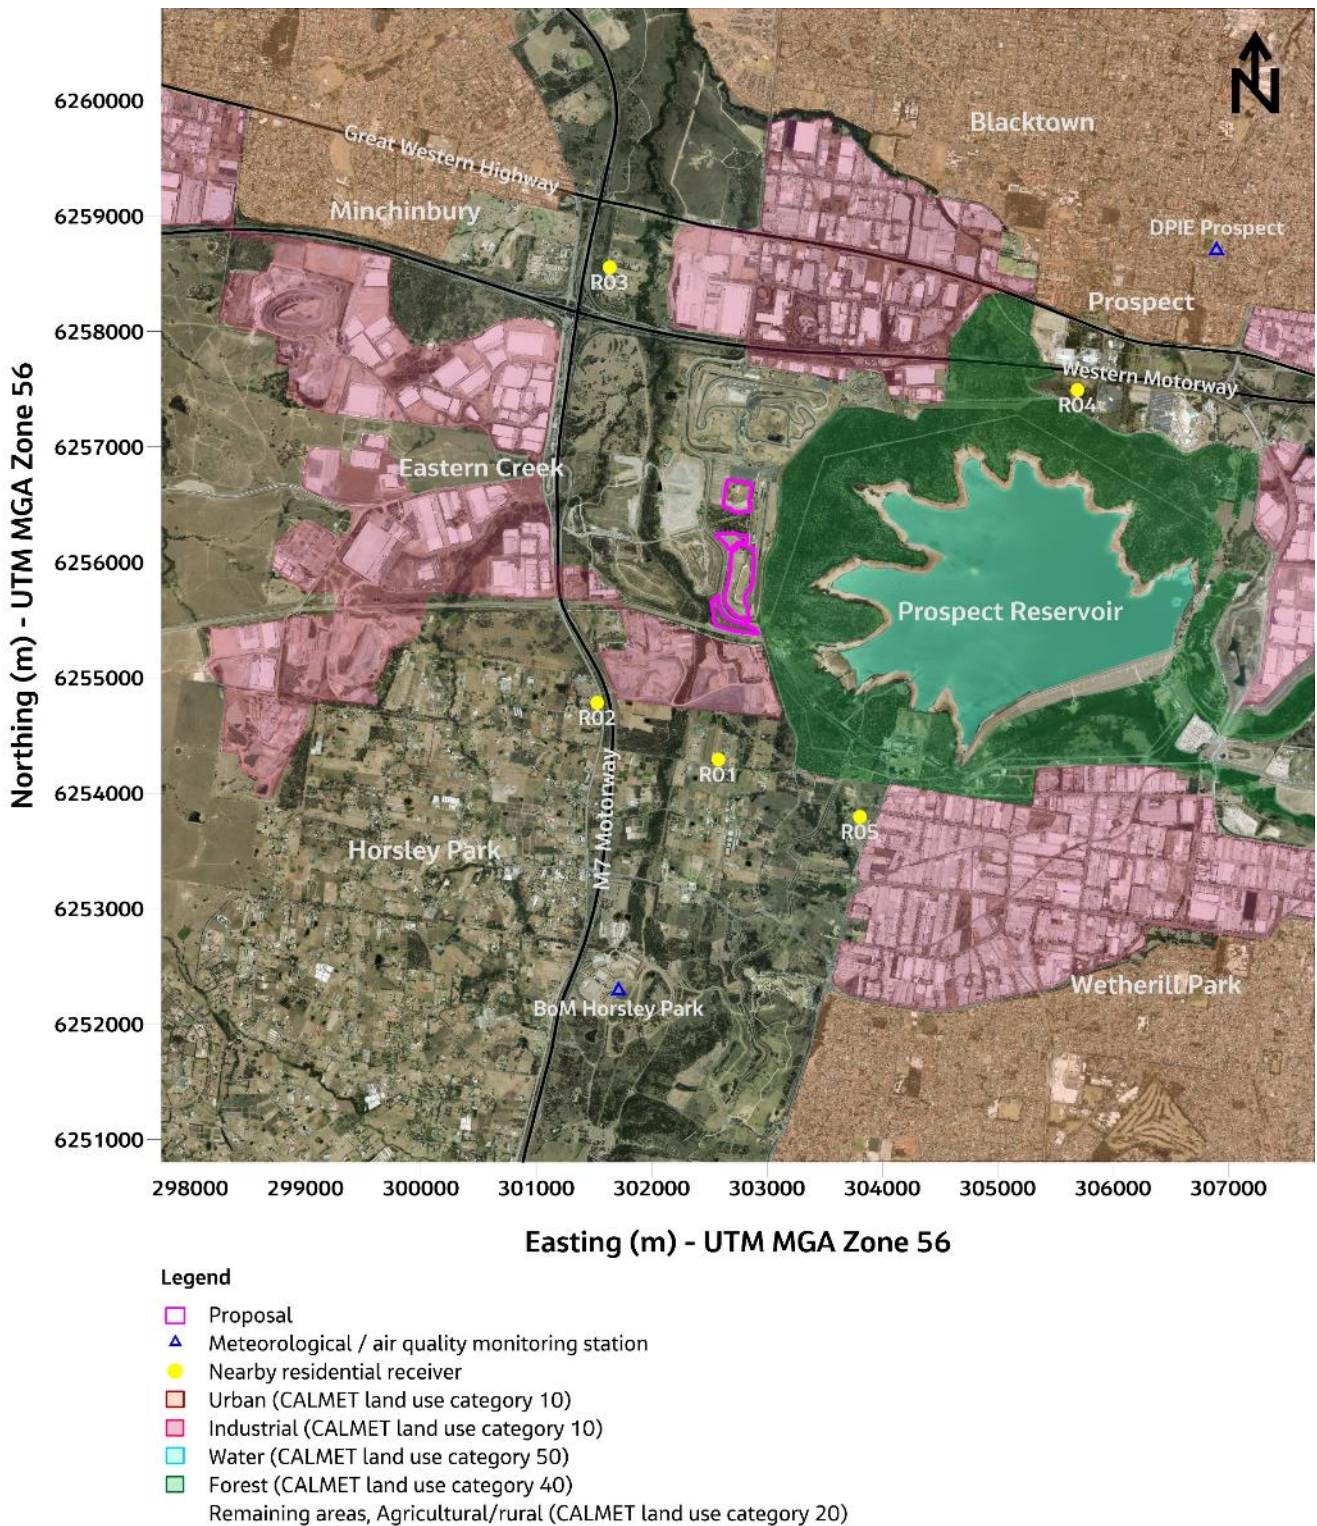 6260000
6259000
6258000
6257000
6256000
6255000
6254000
6253000
6252000
6251000
Northing (m) - UTM MGA Zone 56
N
Blacktown
Great Western Highway
Minchinbury
DPIE Prospect
R03
Prospect
Western Motorway
R04
Eastern Creek
Prospect Reservoir
R02
R01
M7 Motorway
R05
Horsley Park
Wetherill Park
BoM Horsley Park
298000 299000 300000 301000 302000 303000 304000 305000 306000 307000
Easting (m) - UTM MGA Zone 56
Legend
Proposal
Meteorological / air quality monitoring station
Nearby residential receiver
Urban (CALMET land use category 10)
Industrial (CALMET land use category 10)
Water (CALMET land use category 50)
Forest (CALMET land use category 40)
Remaining areas, Agricultural/rural (CALMET land use category 20)